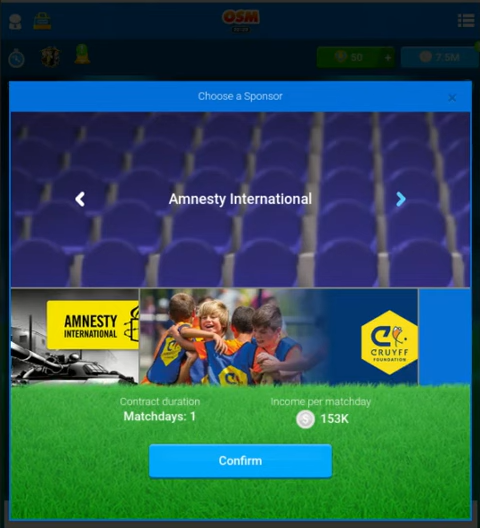 OSM
50
+
7,5M
Choose a Sponsor
×
Amnesty International
AMNESTY
INTERNATIONAL
CRUYFF
FOUNDATION
Contract duration
Income per matchday
Matchdays: 1
153K
Confirm